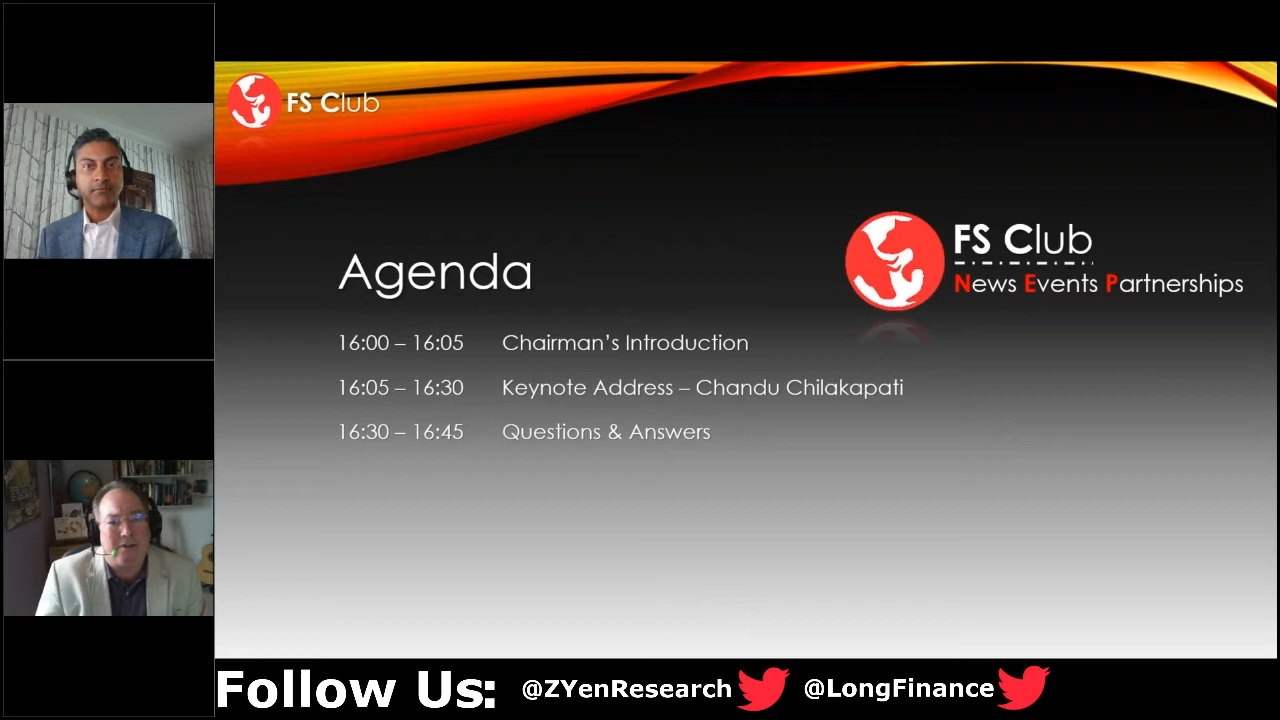 FS Club
FS Club
News Events Partnerships
Agenda
16:00 – 16:05 Chairman’s Introduction
16:05 – 16:30 Keynote Address – Chandu Chilakapati
16:30 – 16:45 Questions & Answers
Follow Us: @ZYenResearch @LongFinance